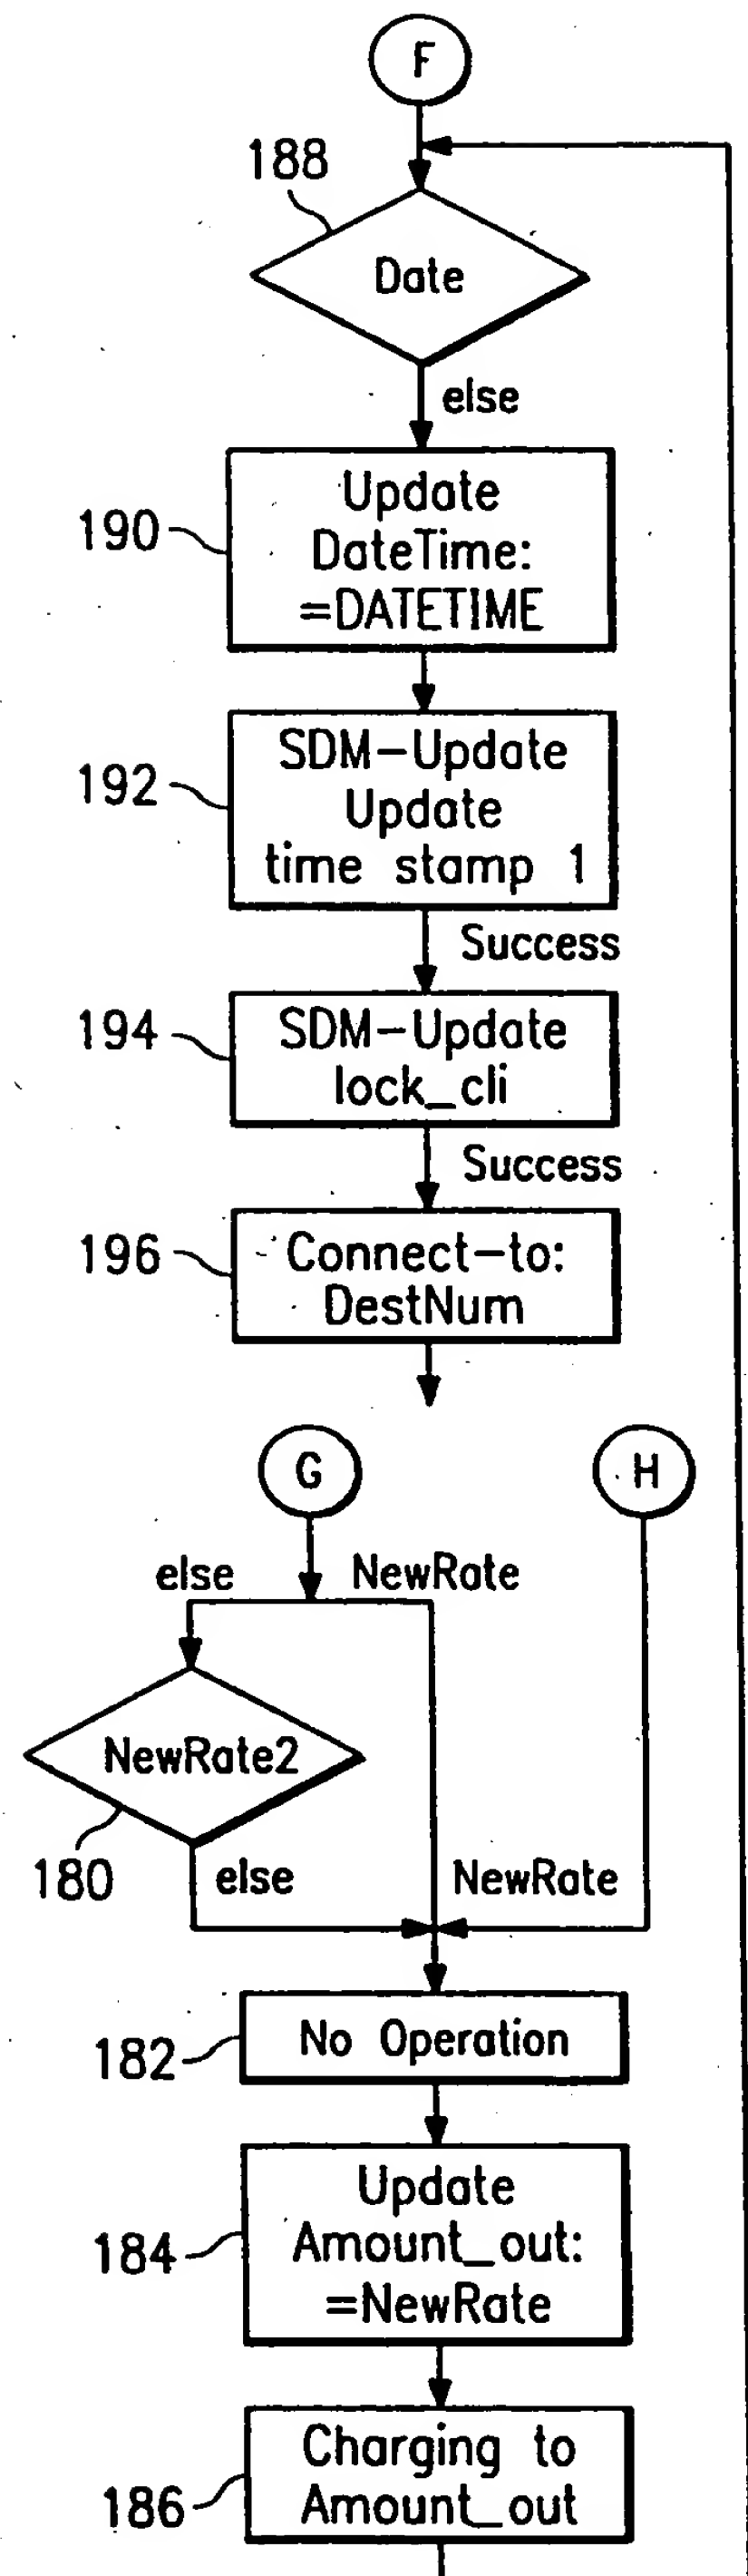 F
188
Date
else
190
Update
DateTime:
=DATETIME
192
SDM-Update
Update
time stamp 1
Success
194
SDM-Update
lock_cli
Success
196
Connect-to:
DestNum
G
H
else
NewRate
NewRate2
180
else
NewRate
182
No Operation
184
Update
Amount_out:
=NewRate
186
Charging to
Amount_out